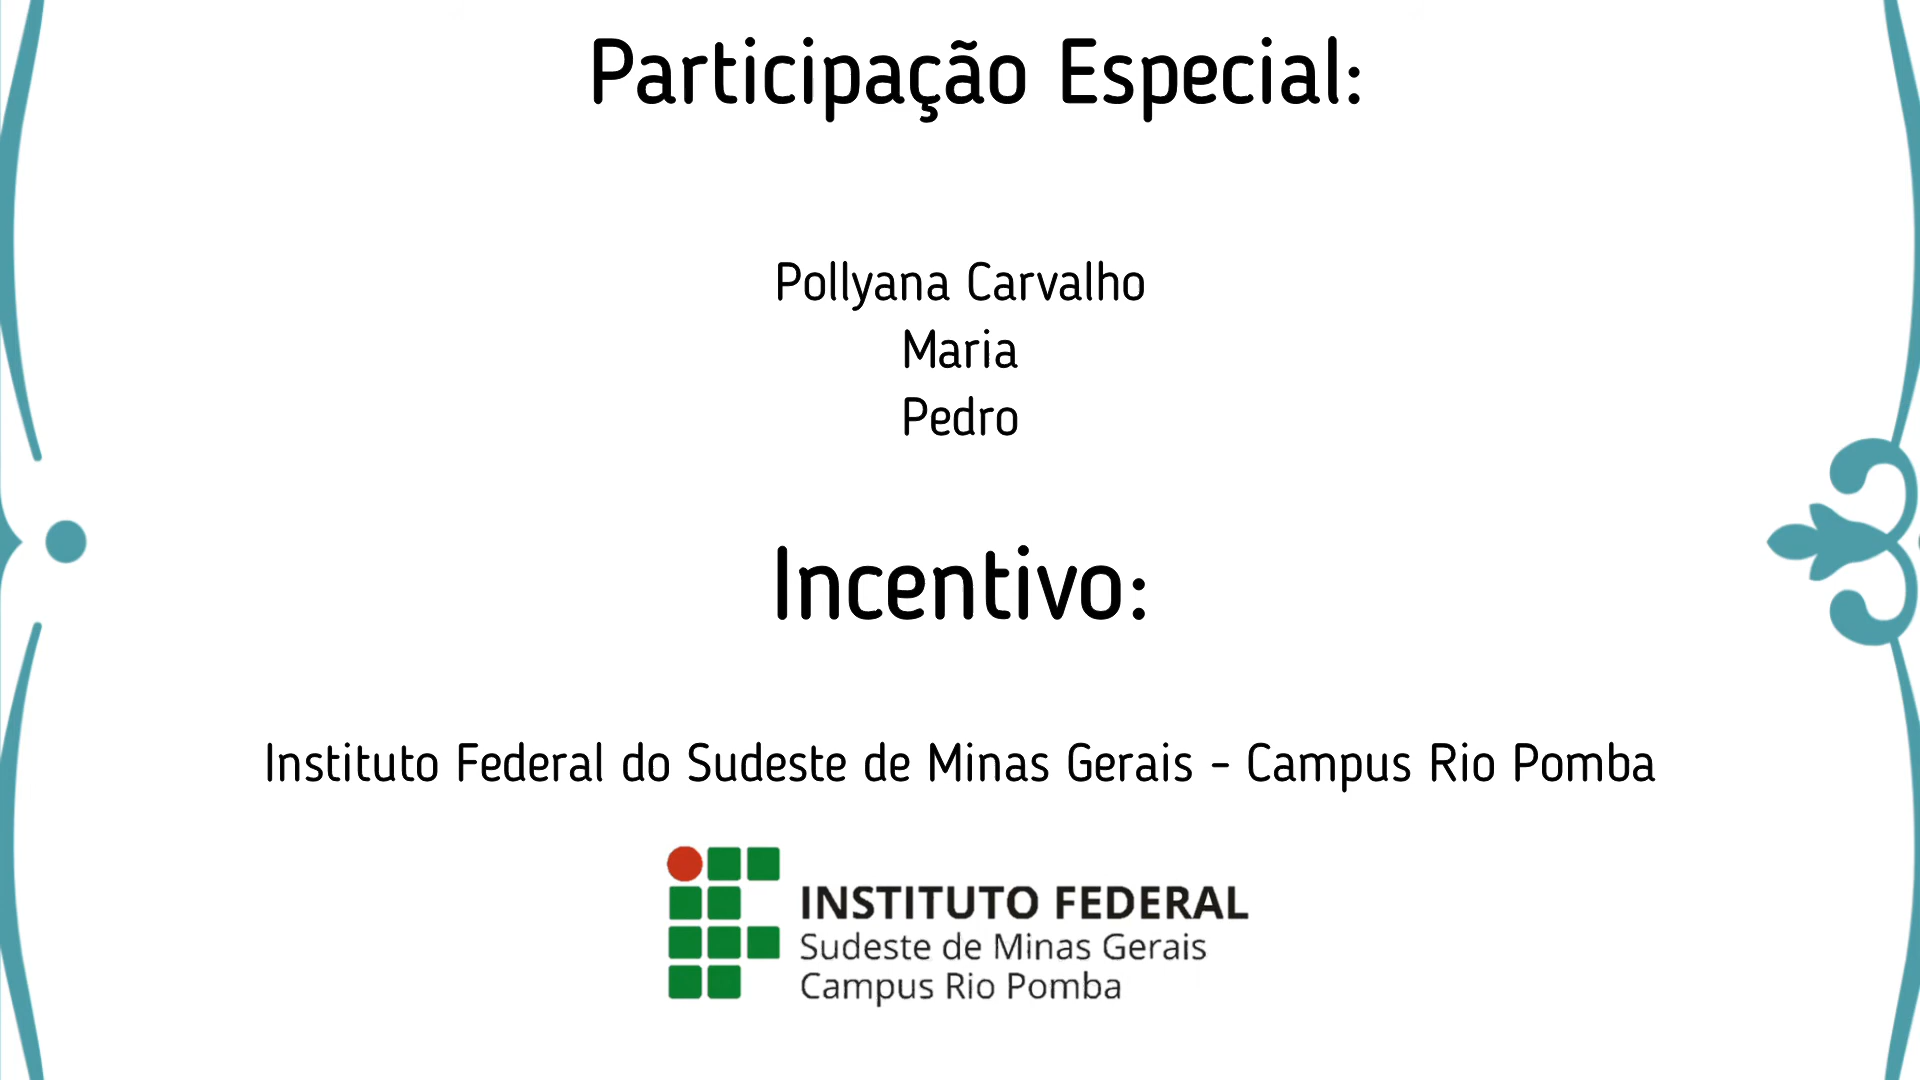 Participação Especial:
Pollyana Carvalho
Maria
Pedro
Incentivo:
Instituto Federal do Sudeste de Minas Gerais - Campus Rio Pomba
INSTITUTO FEDERAL
Sudeste de Minas Gerais
Campus Rio Pomba